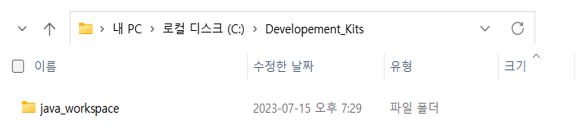 내 PC > 로컬 디스크 (C:) > Developement_Kits
이름 수정한 날짜 유형 크기
java_workspace 2023-07-15 오후 7:29 파일 폴더